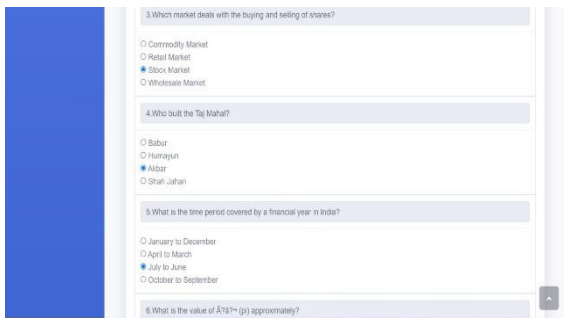 3.Which market deals with the buying and selling of shares?
Commodity Market
Retail Market
Stock Market
Wholesale Market
4.Who built the Taj Mahal?
Babur
Humayun
Akbar
Shah Jahan
5.What is the time period covered by a financial year in India?
January to December
April to March
July to June
October to September
6.What is the value of Ã?â?¬ (pi) approximately?